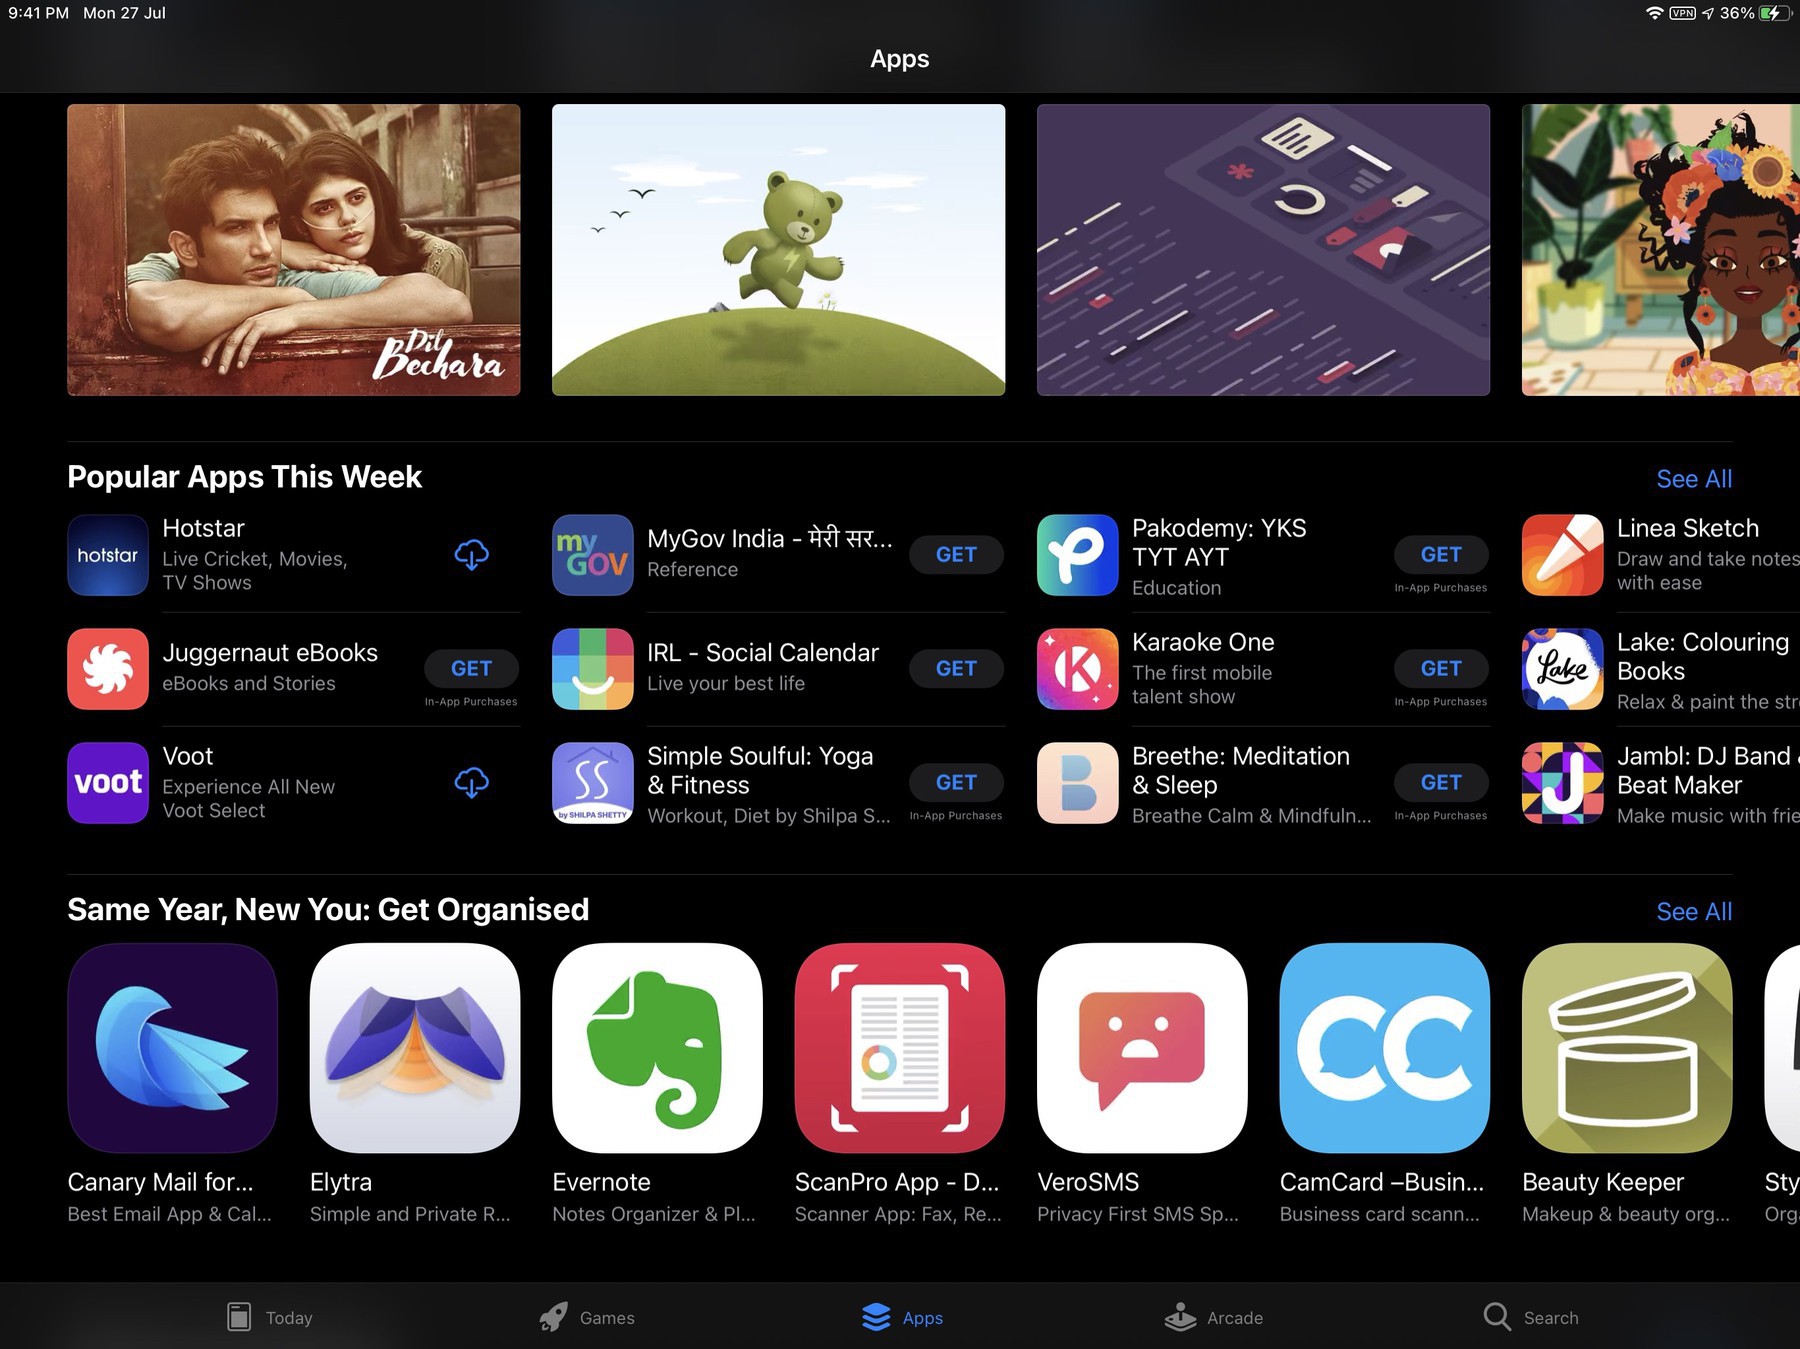 9:41 PM Mon 27 Jul
VPN 36%
Apps
Dil
Bechara
Popular Apps This Week
See All
hotstar
Hotstar
Live Cricket, Movies,
TV Shows
my
GOV
MyGov India - मेरी सर...
Reference
GET
Pakodemy: YKS
TYT AYT
Education
GET
In-App Purchases
Linea Sketch
Draw and take notes
with ease
Juggernaut eBooks
eBooks and Stories
GET
In-App Purchases
IRL - Social Calendar
Live your best life
GET
K
Karaoke One
The first mobile
talent show
GET
In-App Purchases
Lake
Lake: Colouring
Books
Relax & paint the
voot
Voot
Experience All New
Voot Select
SS
by SHILPA SHETTY
Simple Soulful: Yoga
& Fitness
Workout, Diet by Shilpa S...
GET
In-App Purchases
B
Breethe: Meditation
& Sleep
Breathe Calm & Mindfuln...
GET
In-App Purchases
J
Jambl: DJ Band
Beat Maker
Make music with
Same Year, New You: Get Organised
See All
CC
Canary Mail for...
Best Email App & Cal...
Elytra
Simple and Private R...
Evernote
Notes Organizer & Pl...
ScanPro App - D...
Scanner App: Fax, Re...
VeroSMS
Privacy First SMS Sp...
CamCard –Busin...
Business card scann...
Beauty Keeper
Makeup & beauty org...
Today
Games
Apps
Arcade
Search